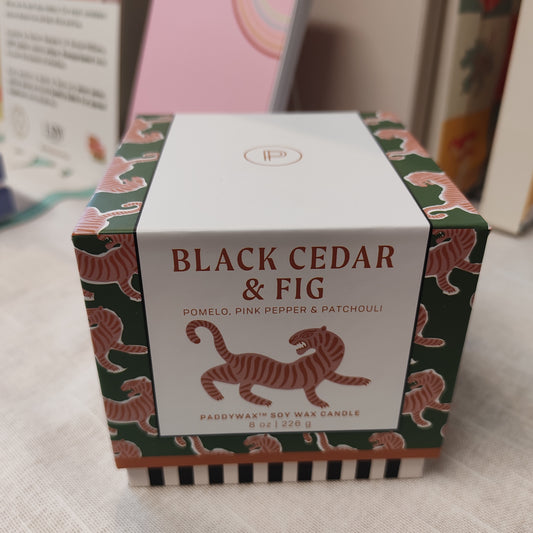 BLACK CEDAR
& FIG
POMELO, PINK PEPPER & PATCHOULI
PADDYWAX™ SOY WAX CANDLE
8 oz | 226 g